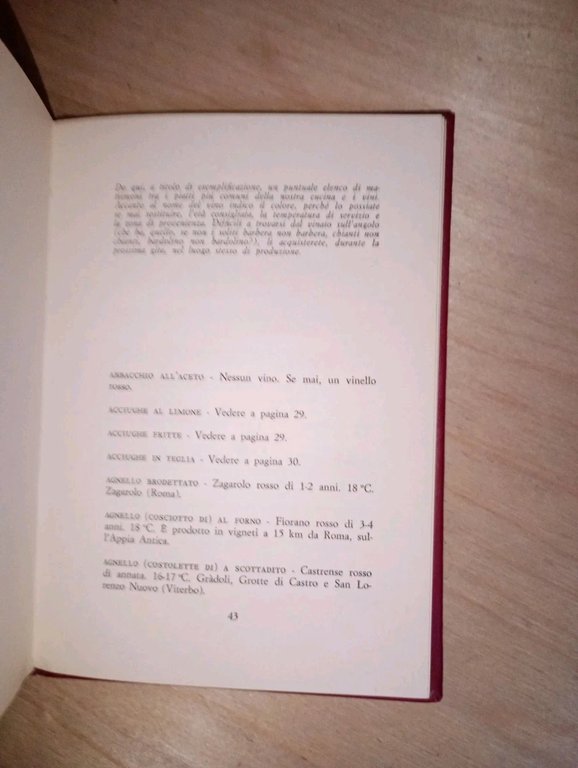 Do qui, a titolo di esemplificazione, un puntuale elenco di ma-
trimoni tra i piatti più comuni della nostra cucina e i vini.
Accanto al nome del vino indico il colore, perché lo possiate
se mai sostituire, l'età consigliata, la temperatura di servizio e
la zona di provenienza. Difficili a trovarsi dal vinaio sull'angolo
(che ha, quello, se non i soliti barbera non barbera, chianti non
chianti, bardolino non bardolino?), li acquisterete, durante la
prossima gita, nel luogo stesso di produzione.
ABBACCHIO ALL'ACETO - Nessun vino. Se mai, un vinello
rosso.
ACCIUGHE AL LIMONE - Vedere a pagina 29.
ACCIUGHE FRITTE - Vedere a pagina 29.
ACCIUGHE IN TEGLIA - Vedere a pagina 30.
AGNELLO BRODETTATO - Zagarolo rosso di 1-2 anni. 18 °C.
Zagarolo (Roma).
AGNELLO (COSCIOTTO DI) AL FORNO - Fiorano rosso di 3-4
anni. 18 °C. È prodotto in vigneti a 15 km da Roma, sul-
l'Appia Antica.
AGNELLO (COSTOLETTE DI) A SCOTTADITO - Castrense rosso
di annata. 16-17 °C. Gràdoli, Grotte di Castro e San Lo-
renzo Nuovo (Viterbo).
43